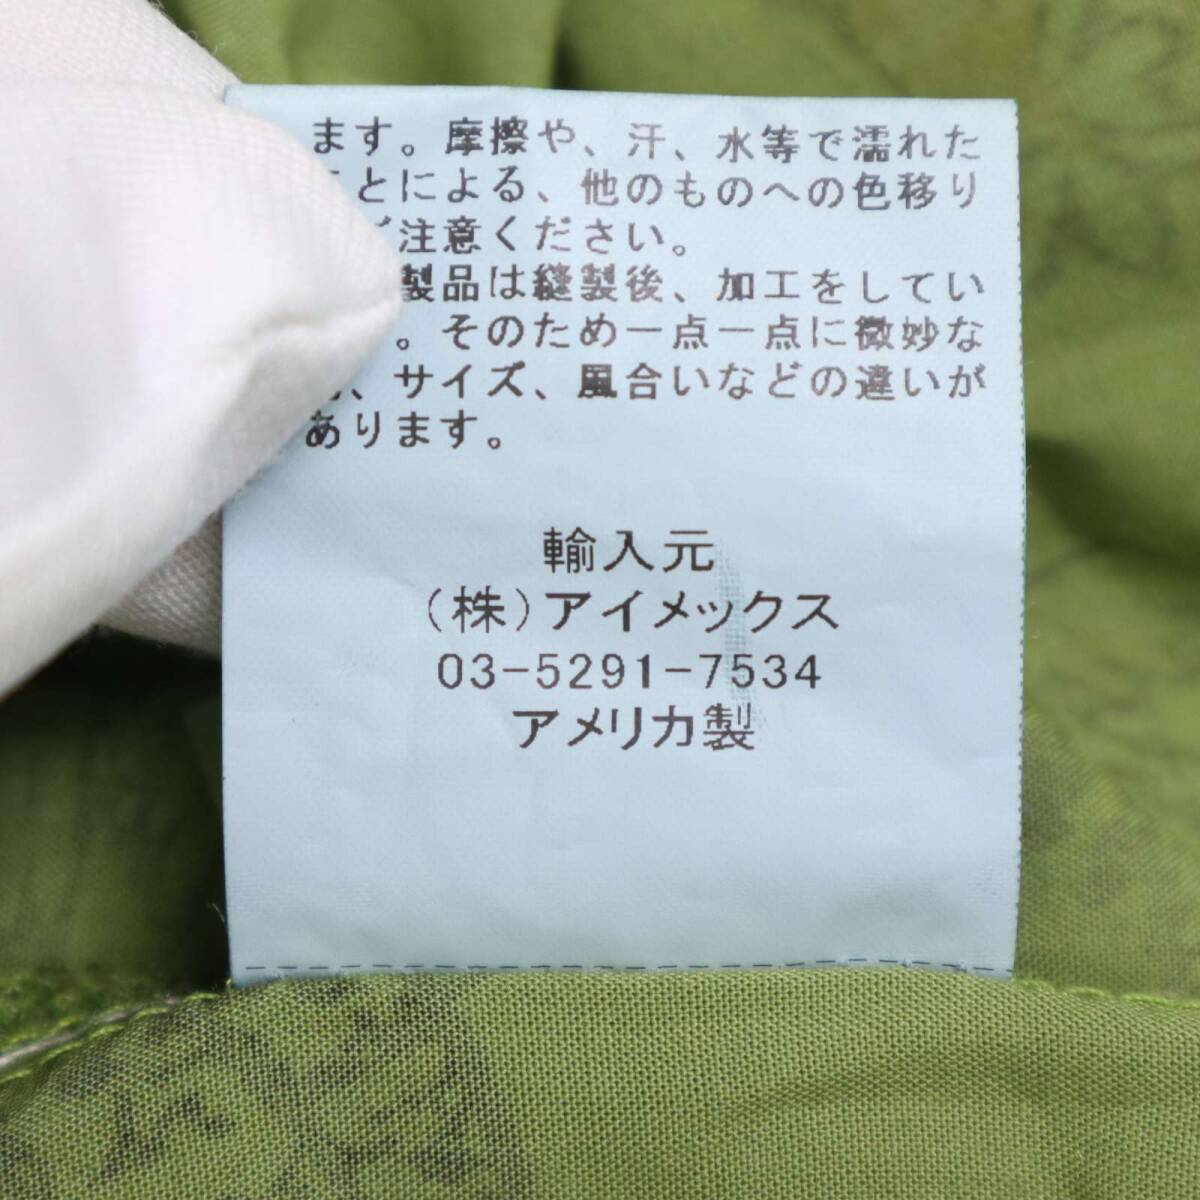 ます。摩擦や、汗、水等で濡れた
ことによる、他のものへの色移り
ご注意ください。
製品は縫製後、加工をしてい
。そのため一点一点に微妙な
、サイズ、風合いなどの違いが
あります。
輸入元
（株）アイメックス
03-5291-7534
アメリカ製